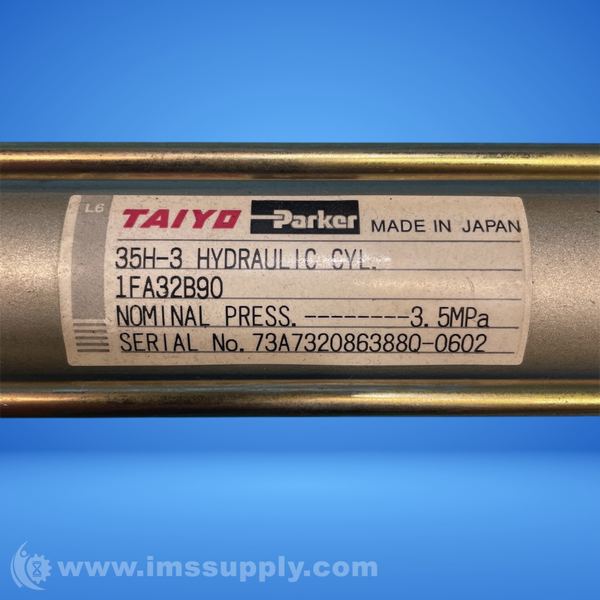 L6
TAIYO Parker MADE IN JAPAN
35H-3 HYDRAULIC CYL.
1FA32B90
NOMINAL PRESS.--------3.5MPa
SERIAL No.73A7320863880-0602
www.imssupply.com